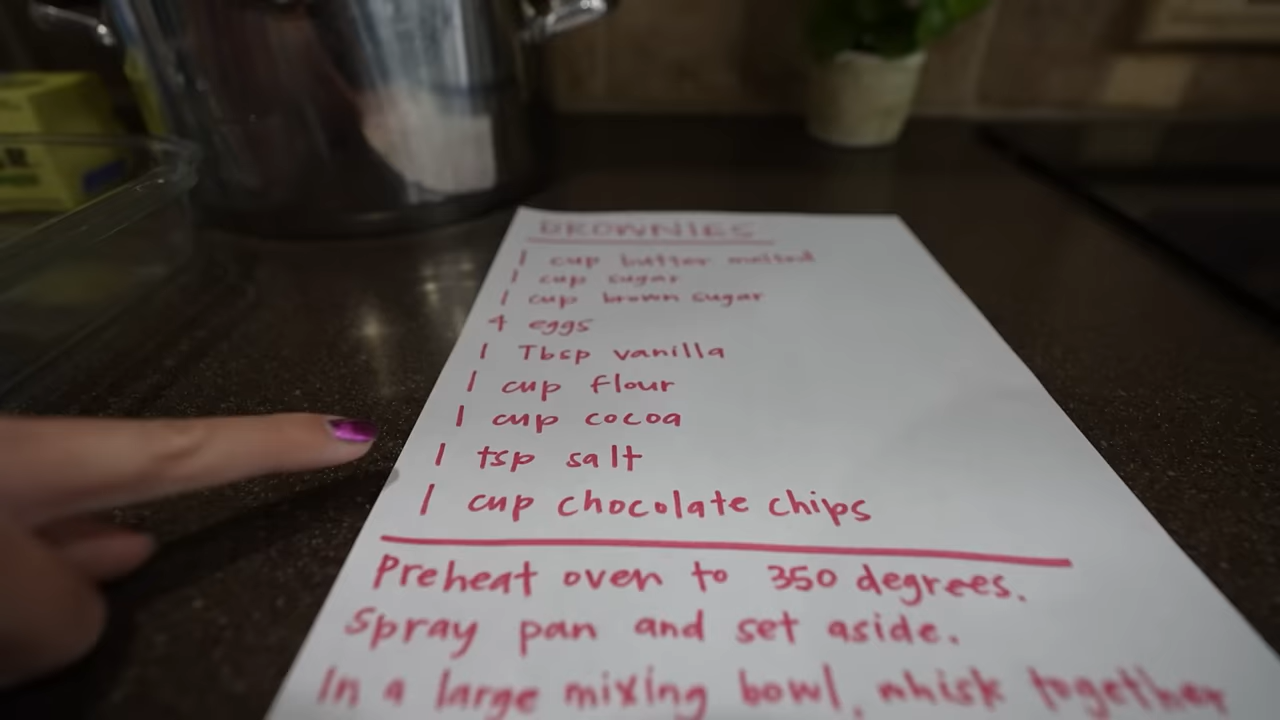 BROWNIES
1 cup butter melted
1 cup sugar
1 cup brown sugar
4 eggs
1 Tbsp vanilla
1 cup flour
1 cup cocoa
1 tsp salt
1 cup chocolate chips
Preheat oven to 350 degrees.
Spray pan and set aside.
In a large mixing bowl, whisk together